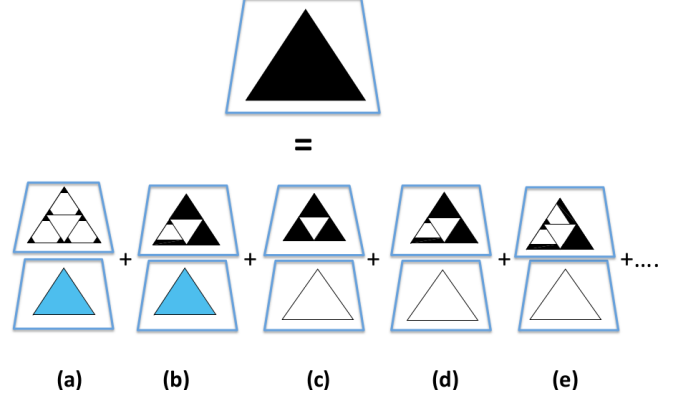 =
+ + + + +....
(a) (b) (c) (d) (e)